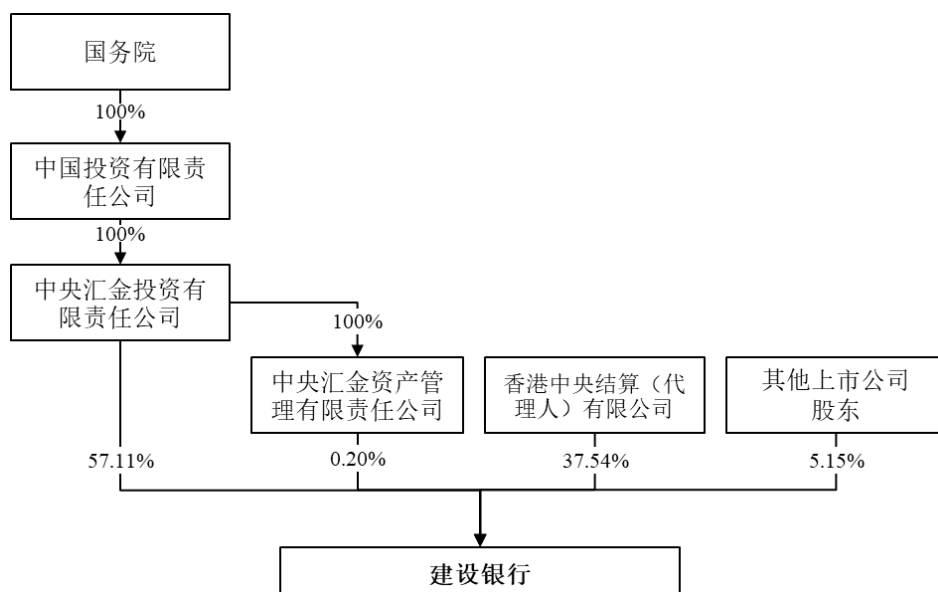 国务院
100%
中国投资有限责
任公司
100%
中央汇金投资有
限责任公司
100%
中央汇金资产管
理有限责任公司
香港中央结算（代
理人）有限公司
其他上市公司
股东
57.11%
0.20%
37.54%
5.15%
建设银行